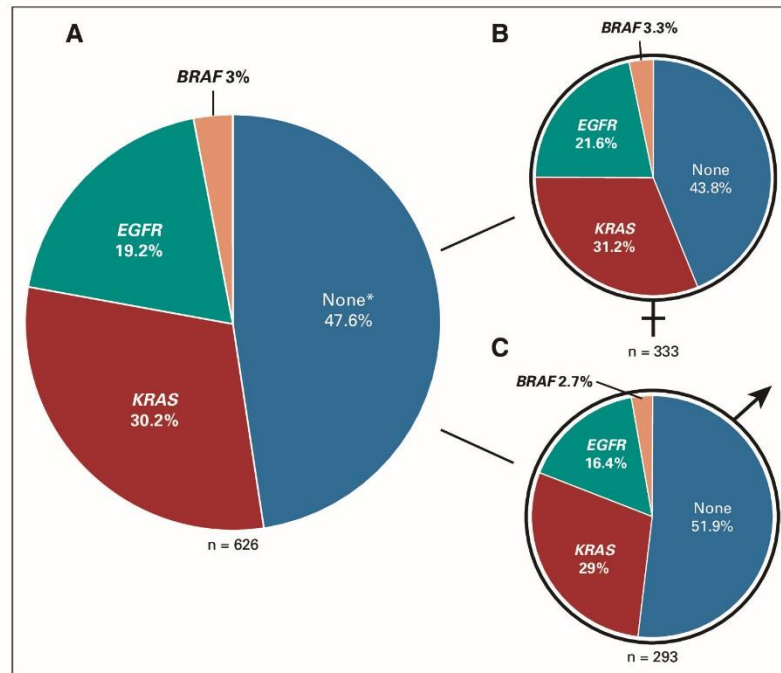 A
BRAF 3%
EGFR
19.2%
None*
47.6%
KRAS
30.2%
n = 626
B
BRAF 3.3%
EGFR
21.6%
None
43.8%
KRAS
31.2%
n = 333
C
BRAF 2.7%
EGFR
16.4%
None
51.9%
KRAS
29%
n = 293